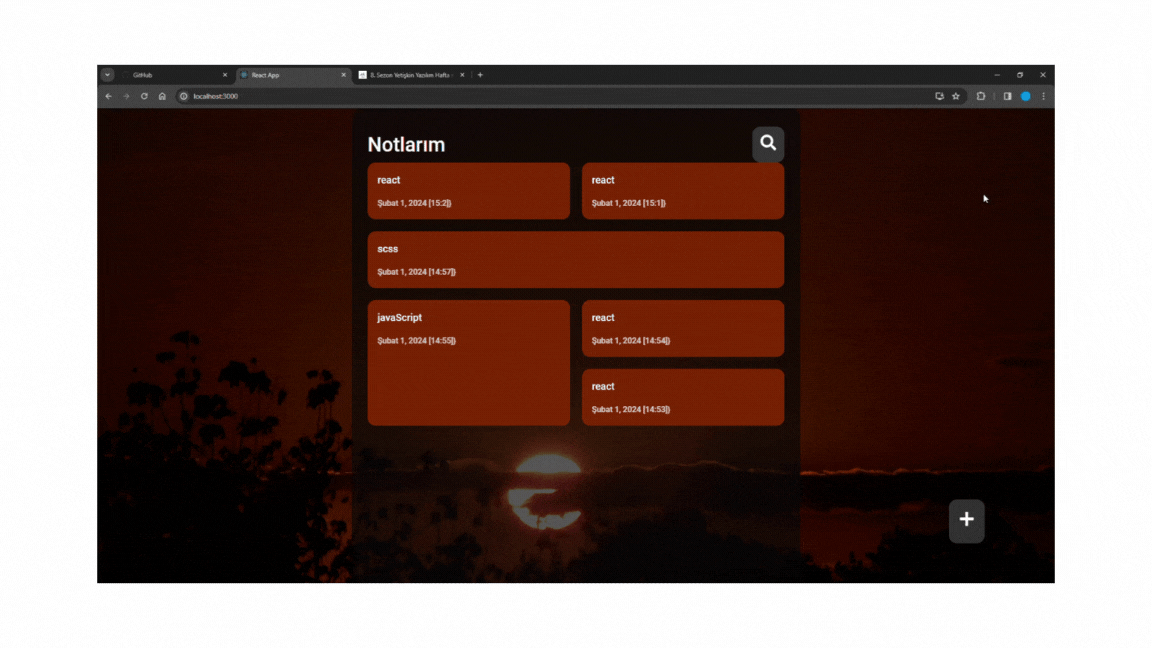 GitHub
React App
8. Sezon Yetişkin Yazılım Hafta
localhost:3000
Notlarım
react
Şubat 1, 2024 [15:2]}
react
Şubat 1, 2024 [15:1]}
scss
Şubat 1, 2024 [14:57]}
javaScript
Şubat 1, 2024 [14:55]}
react
Şubat 1, 2024 [14:54]}
react
Şubat 1, 2024 [14:53]}